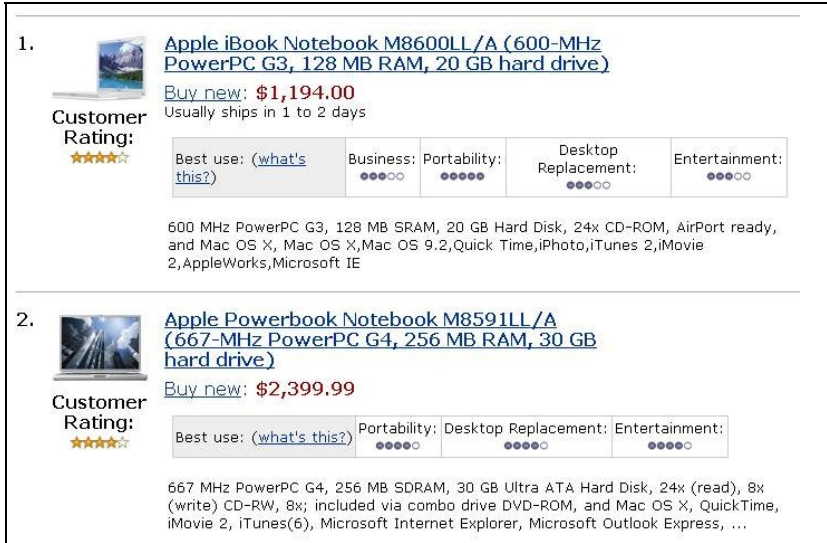 1.
Apple iBook Notebook M8600LL/A (600-MHz
PowerPC G3, 128 MB RAM, 20 GB hard drive)
Buy new: $1,194.00
Usually ships in 1 to 2 days
Customer
Rating:
Best use: (what's
this?)
Business:
Portability:
Desktop
Replacement:
Entertainment:
600 MHz PowerPC G3, 128 MB SRAM, 20 GB Hard Disk, 24x CD-ROM, AirPort ready,
and Mac OS X, Mac OS X,Mac OS 9.2,Quick Time,iPhoto,iTunes 2,iMovie
2,AppleWorks,Microsoft IE
2.
Apple Powerbook Notebook M8591LL/A
(667-MHz PowerPC G4, 256 MB RAM, 30 GB
hard drive)
Buy new: $2,399.99
Customer
Rating:
Best use: (what's this?)
Portability:
Desktop Replacement:
Entertainment:
667 MHz PowerPC G4, 256 MB SDRAM, 30 GB Ultra ATA Hard Disk, 24x (read), 8x
(write) CD-RW, 8x; included via combo drive DVD-ROM, and Mac OS X, QuickTime,
iMovie 2, iTunes(6), Microsoft Internet Explorer, Microsoft Outlook Express, ...